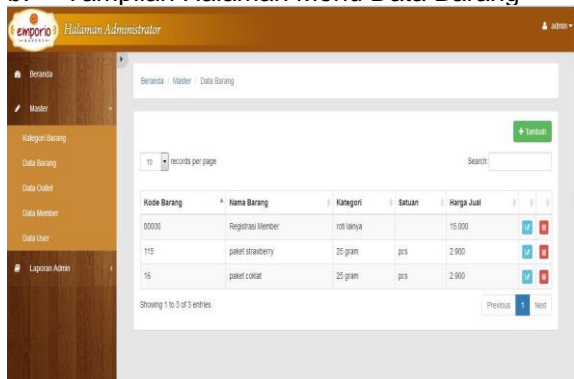 b. Tampilan Halaman Menu Data Barang
emporio
BAKERY
Halaman Administrator
admin
Beranda
Beranda / Master / Data Barang
Master
Kategori Barang
+ Tambah
Data Barang
10 records per page Search:
Data Outlet
Data Member
Data User
Laporan Admin
Kode Barang Nama Barang Kategori Satuan Harga Jual
00000 Registrasi Member roti lainya 15.000
115 paket strawberry 25 gram pcs 2.900
16 paket coklat 25 gram pcs 2.900
Showing 1 to 3 of 3 entries
Previous 1 Next